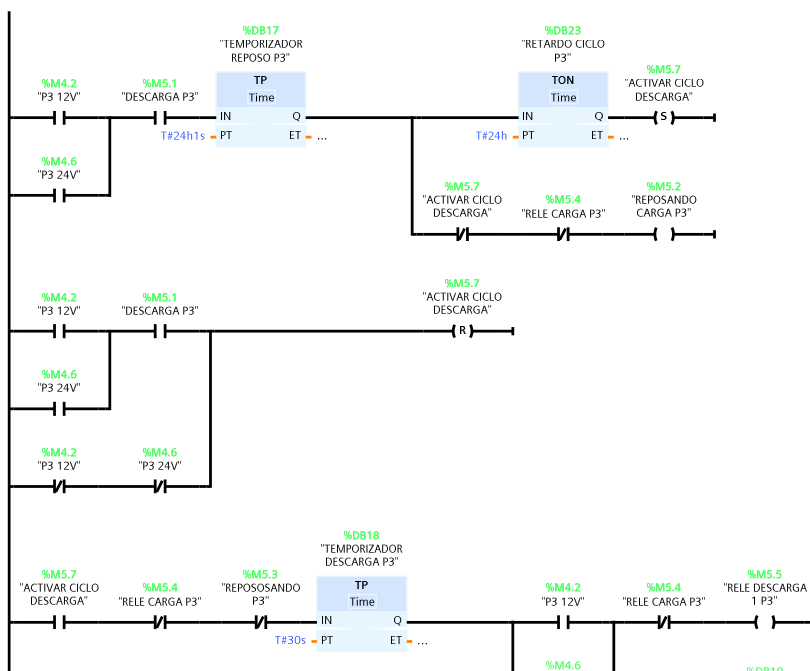 %DB17
"TEMPORIZADOR
REPOSO P3"
%DB23
"RETARDO CICLO
P3"
%M4.2
"P3 12V"
%M5.1
"DESCARGA P3"
TP
Time
TON
Time
%M5.7
"ACTIVAR CICLO
DESCARGA"
IN Q
IN Q
S
T#24h1s PT ET ...
T#24h PT ET ...
%M4.6
"P3 24V"
%M5.7
"ACTIVAR CICLO
DESCARGA"
%M5.4
"RELE CARGA P3"
%M5.2
"REPOSANDO
CARGA P3"
%M4.2
"P3 12V"
%M5.1
"DESCARGA P3"
%M5.7
"ACTIVAR CICLO
DESCARGA"
R
%M4.6
"P3 24V"
%M4.2
"P3 12V"
%M4.6
"P3 24V"
%DB18
"TEMPORIZADOR
DESCARGA P3"
%M5.7
"ACTIVAR CICLO
DESCARGA"
%M5.4
"RELE CARGA P3"
%M5.3
"REPOSOSANDO
P3"
TP
Time
%M4.2
"P3 12V"
%M5.4
"RELE CARGA P3"
%M5.5
"RELE DESCARGA
1 P3"
IN Q
T#30s PT ET ...
%M4.6
%DB19